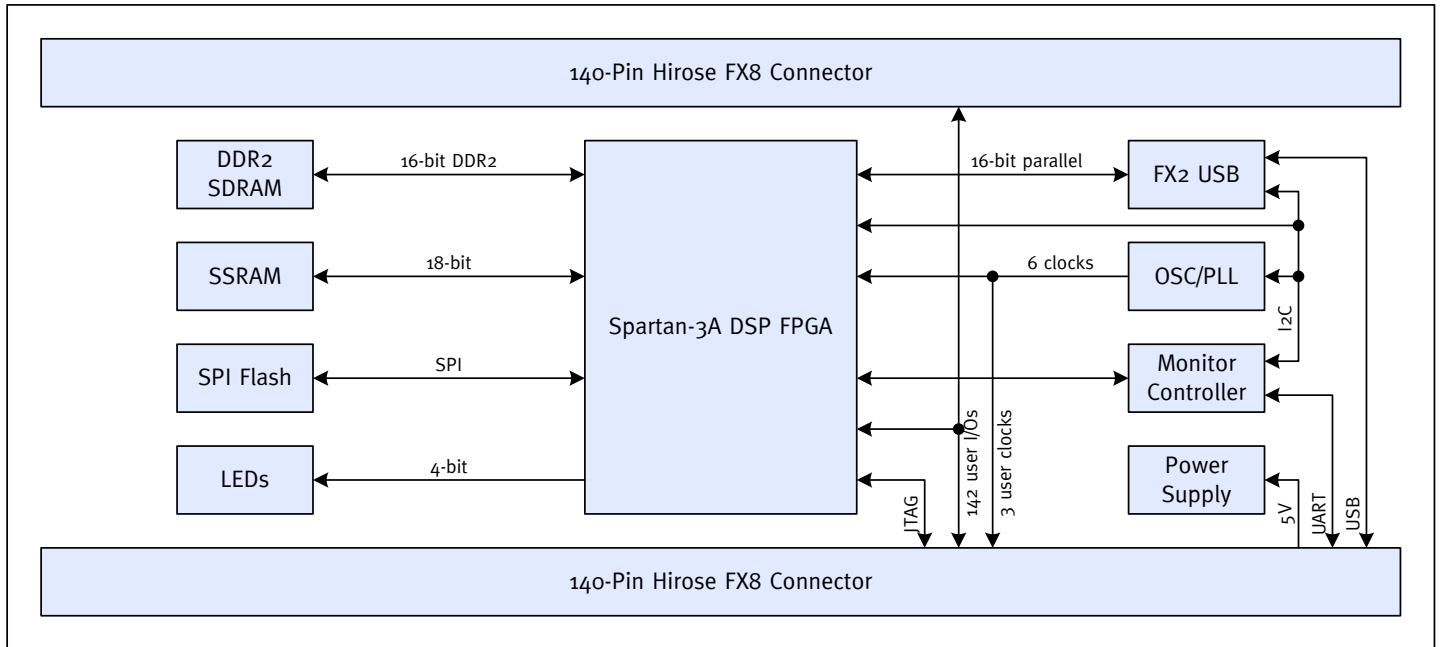 140-Pin Hirose FX8 Connector
DDR2
SDRAM
16-bit DDR2
16-bit parallel
FX2 USB
SSRAM
18-bit
6 clocks
OSC/PLL
I2C
Spartan-3A DSP FPGA
SPI Flash
SPI
Monitor
Controller
LEDs
4-bit
JTAG
142 user I/Os
3 user clocks
Power
Supply
5V
UART
USB
140-Pin Hirose FX8 Connector